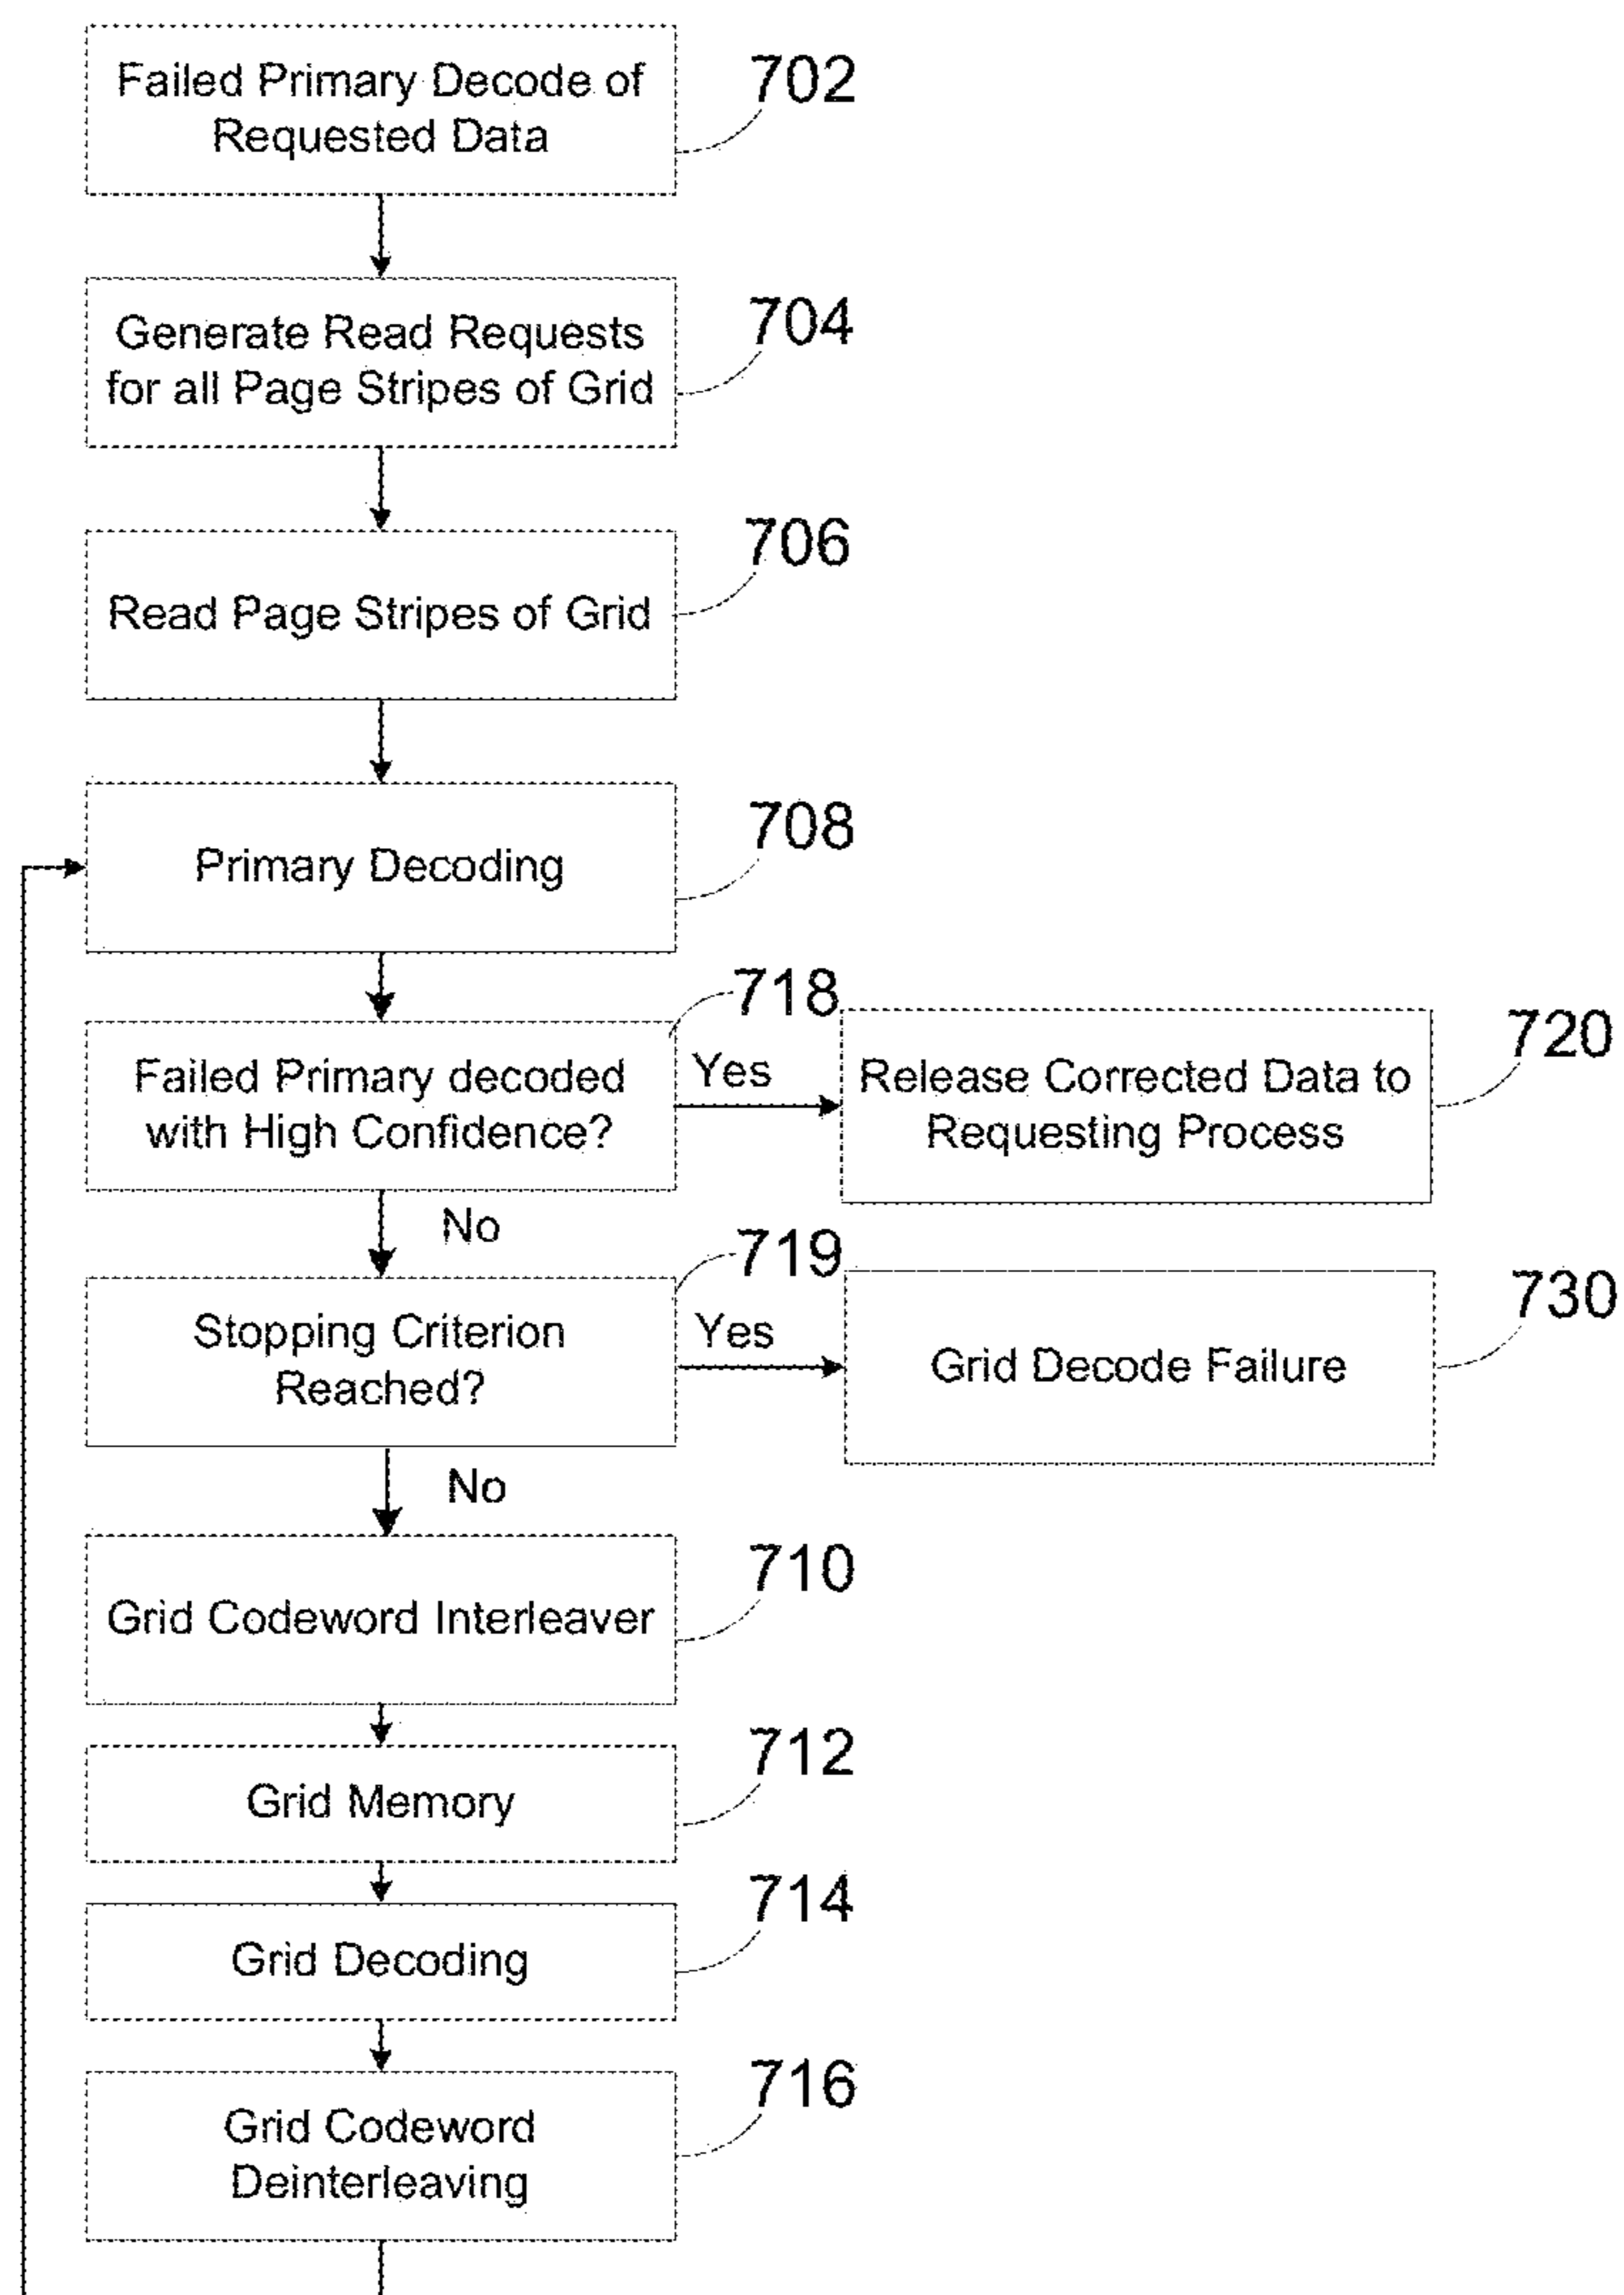 Failed Primary Decode of
Requested Data
702
Generate Read Requests
for all Page Stripes of Grid
704
Read Page Stripes of Grid
706
Primary Decoding
708
Failed Primary decoded
with High Confidence?
718
Yes
Release Corrected Data to
Requesting Process
720
No
Stopping Criterion
Reached?
719
Yes
Grid Decode Failure
730
No
Grid Codeword Interleaver
710
Grid Memory
712
Grid Decoding
714
Grid Codeword
Deinterleaving
716